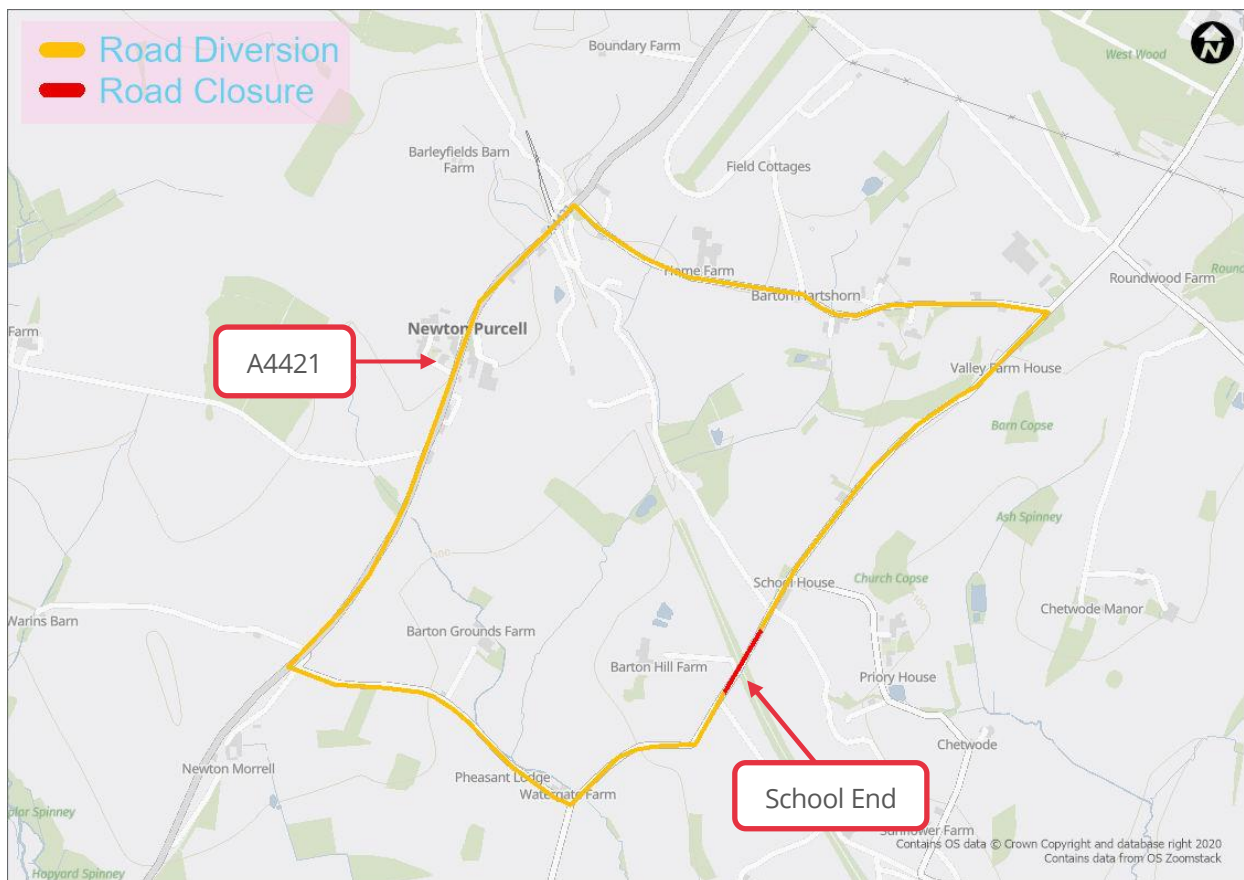 Road Diversion
Road Closure
N
Boundary Farm
West Wood
Barleyfields Barn
Farm
Field Cottages
Home Farm
Roundwood Farm
Barton Hartshorn
Newton Purcell
Farm
A4421
Valley Farm House
Barn Copse
Ash Spinney
School House
Church Copse
Chetwode Manor
Warins Barn
Barton Grounds Farm
Barton Hill Farm
Priory House
Chetwode
Newton Morrell
Pheasant Lodge
Watergate Farm
School End
Sunflower Farm
Contains OS data © Crown Copyright and database right 2020
Contains data from OS Zoomstack
Spinney
Hopyard Spinney